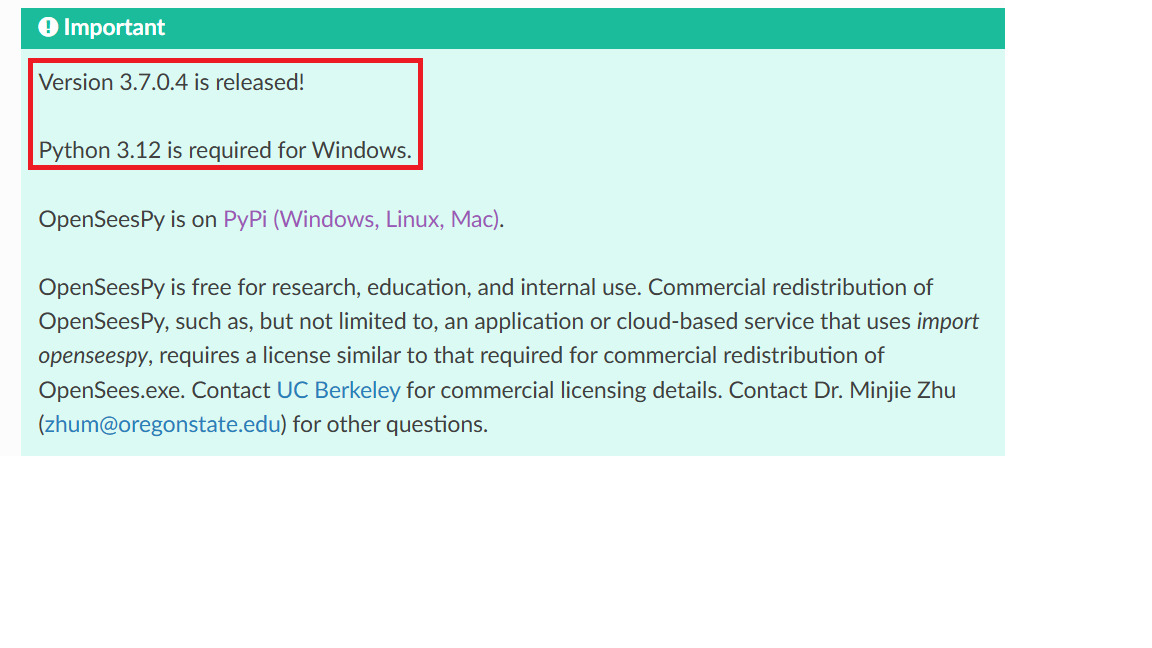 Important
Version 3.7.0.4 is released!
Python 3.12 is required for Windows.
OpenSeesPy is on PyPi (Windows, Linux, Mac).
OpenSeesPy is free for research, education, and internal use. Commercial redistribution of
OpenSeesPy, such as, but not limited to, an application or cloud-based service that uses import
openseespy, requires a license similar to that required for commercial redistribution of
OpenSees.exe. Contact UC Berkeley for commercial licensing details. Contact Dr. Minjie Zhu
(zhum@oregonstate.edu) for other questions.